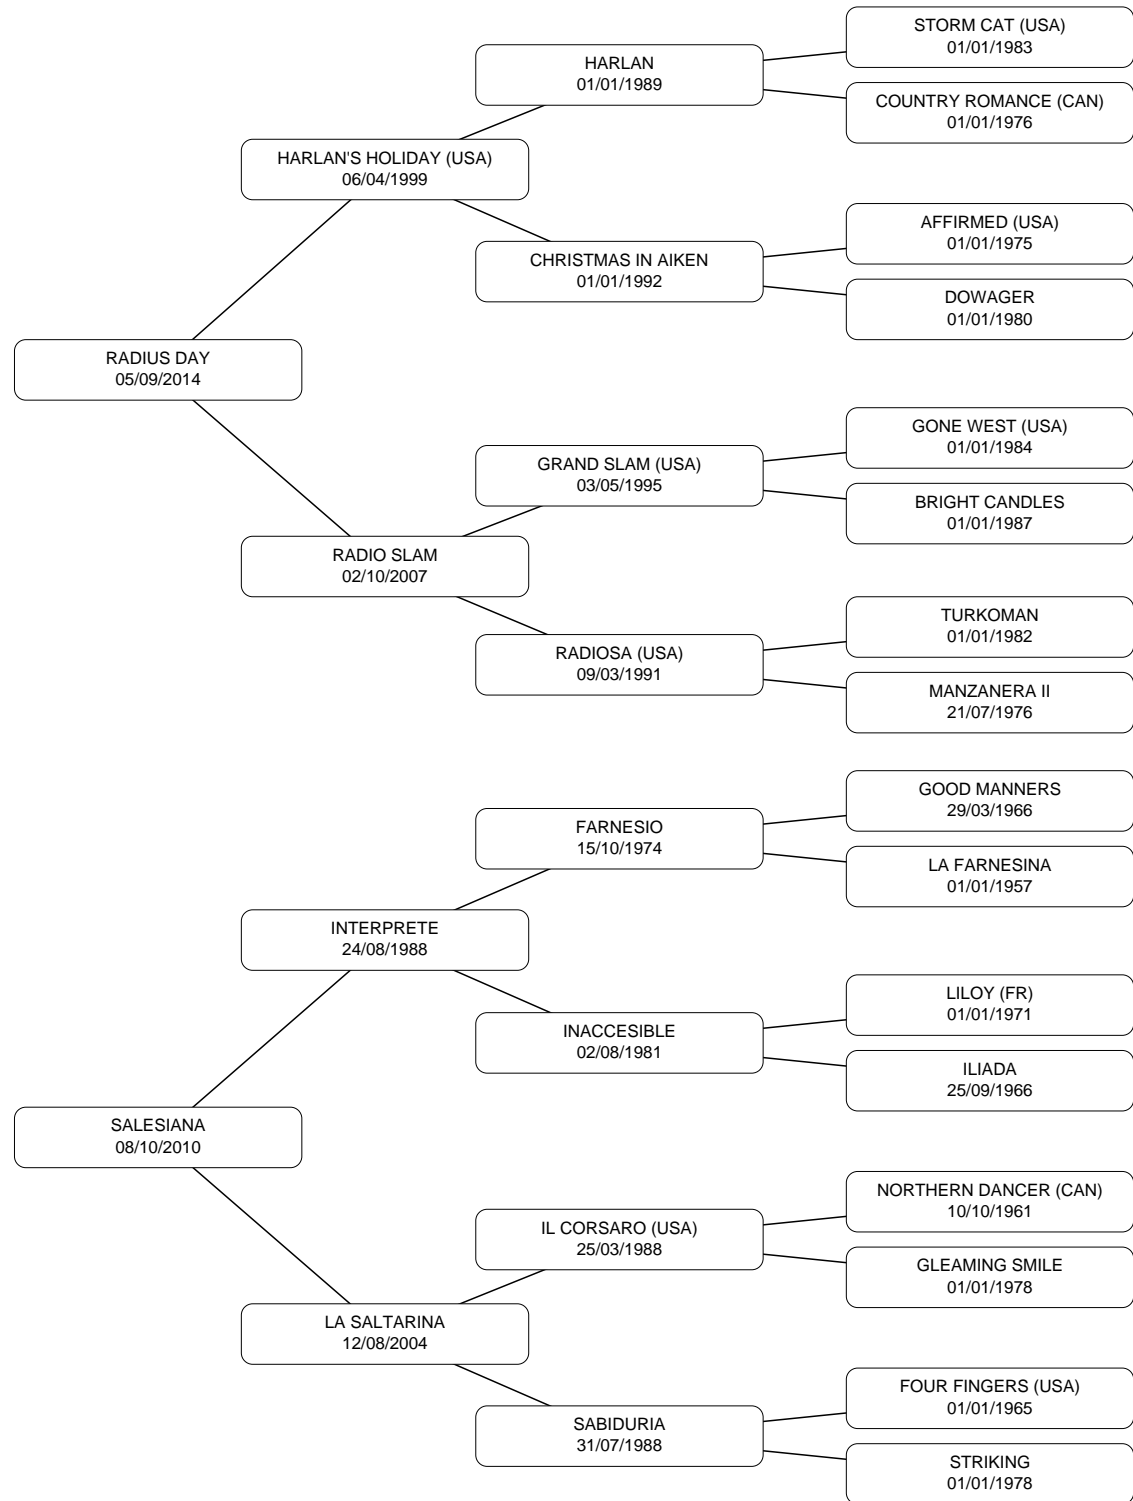 STORM CAT (USA)
01/01/1983
HARLAN
01/01/1989
COUNTRY ROMANCE (CAN)
01/01/1976
HARLAN'S HOLIDAY (USA)
06/04/1999
AFFIRMED (USA)
01/01/1975
CHRISTMAS IN AIKEN
01/01/1992
DOWAGER
01/01/1980
RADIUS DAY
05/09/2014
GONE WEST (USA)
01/01/1984
GRAND SLAM (USA)
03/05/1995
BRIGHT CANDLES
01/01/1987
RADIO SLAM
02/10/2007
TURKOMAN
01/01/1982
RADIOSA (USA)
09/03/1991
MANZANERA II
21/07/1976
GOOD MANNERS
29/03/1966
FARNESIO
15/10/1974
LA FARNESINA
01/01/1957
INTERPRETE
24/08/1988
LILOY (FR)
01/01/1971
INACCESIBLE
02/08/1981
ILIADA
25/09/1966
SALESIANA
08/10/2010
NORTHERN DANCER (CAN)
10/10/1961
IL CORSARO (USA)
25/03/1988
GLEAMING SMILE
01/01/1978
LA SALTARINA
12/08/2004
FOUR FINGERS (USA)
01/01/1965
SABIDURIA
31/07/1988
STRIKING
01/01/1978